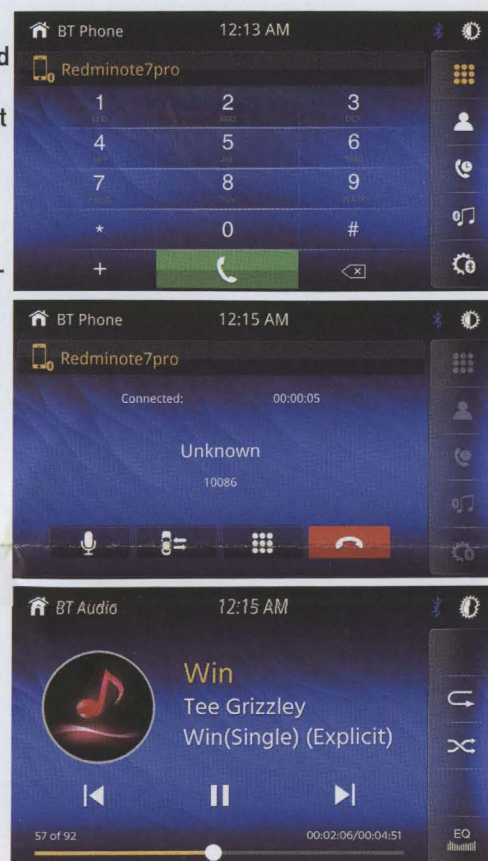 d
t
-
BT Phone 12:13 AM
Redminote7pro
1 2 3
4 5 6
7 8 9
* 0 #
+
BT Phone 12:15 AM
Redminote7pro
Connected: 00:00:05
Unknown
10086
BT Audio 12:15 AM
Win
Tee Grizzley
Win(Single) (Explicit)
57 of 92 00:02:06/00:04:51
EQ